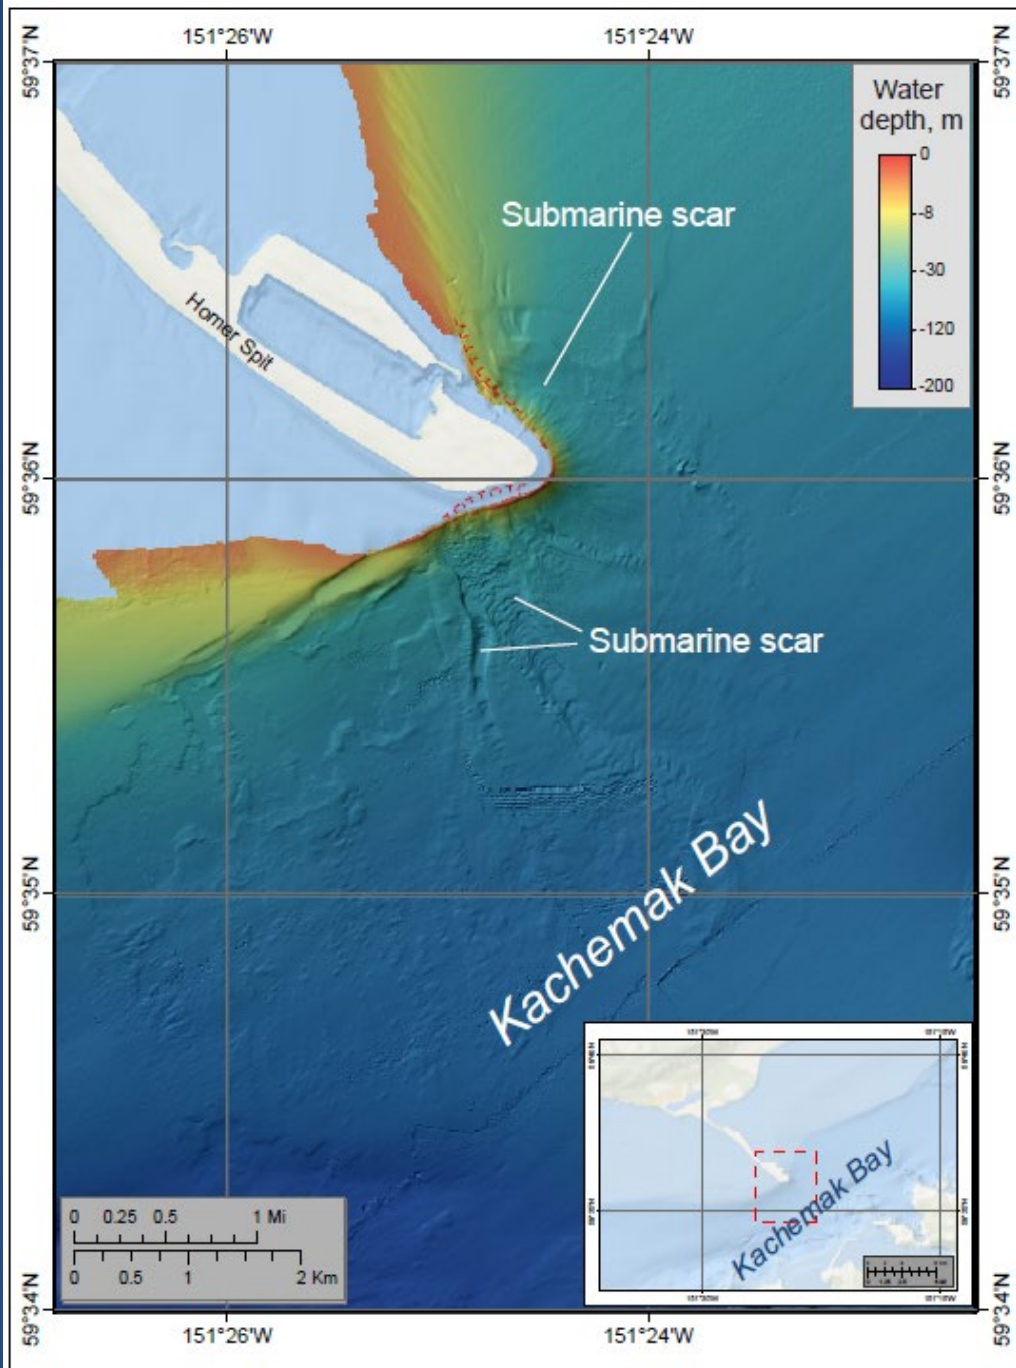 151°26'W 151°24'W
59°37'N 59°37'N
Water
depth, m
0
-8
-30
-120
-200
Submarine scar
Homer Spit
59°36'N 59°36'N
Submarine scar
Kachemak Bay
59°35'N 59°35'N
0 0.25 0.5 1 Mi
0 0.5 1 2 Km
Kachemak Bay
59°34'N 59°34'N
151°26'W 151°24'W